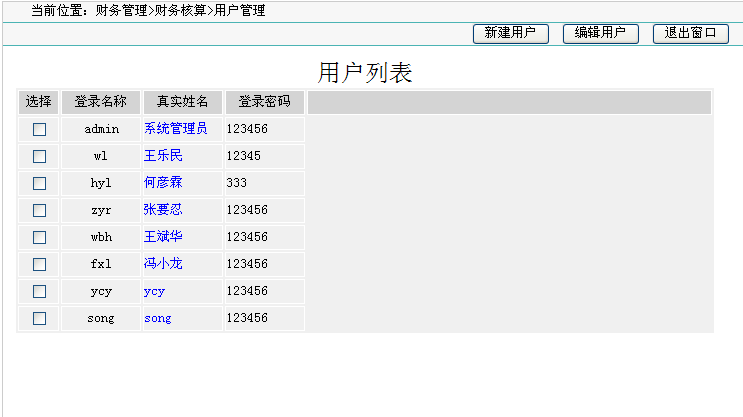 当前位置：财务管理>财务核算>用户管理
新建用户 编辑用户 退出窗口
用户列表
选择 登录名称 真实姓名 登录密码
admin 系统管理员 123456
wl 王乐民 12345
hyl 何彦霖 333
zyr 张要忍 123456
wbh 王斌华 123456
fxl 冯小龙 123456
ycy ycy 123456
song song 123456